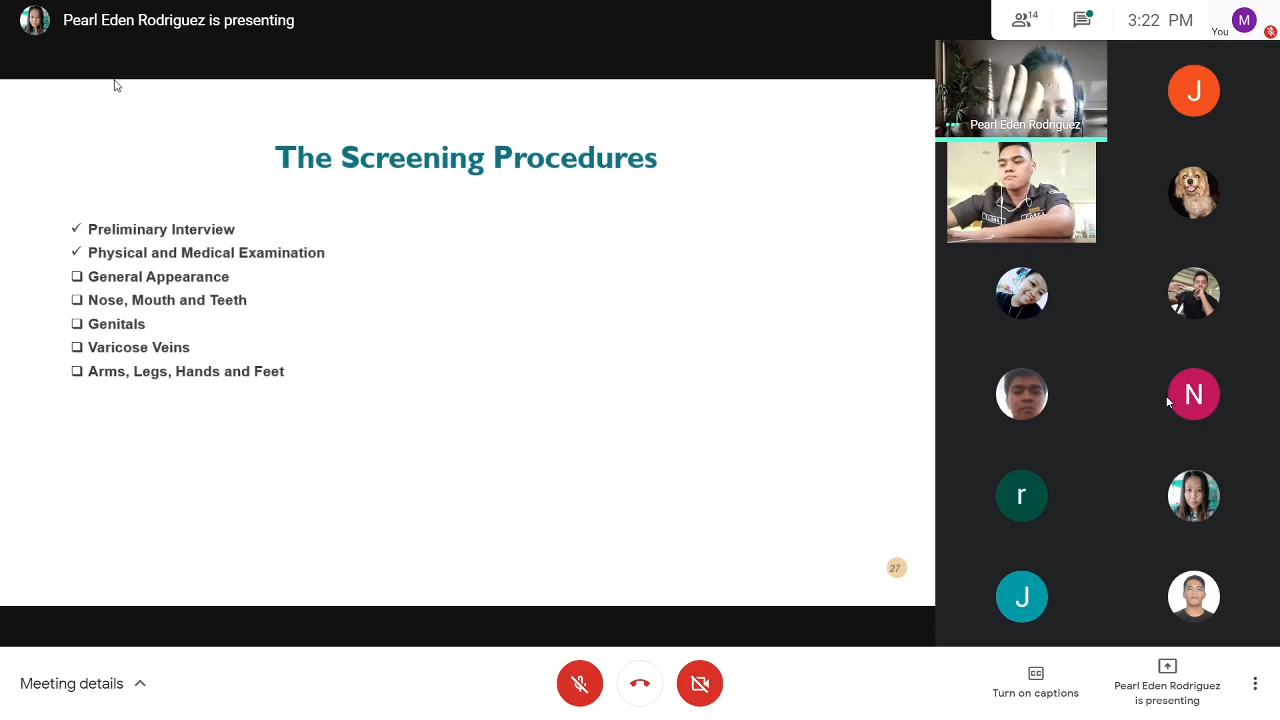 Pearl Eden Rodriguez is presenting
14
3:22 PM
You
M
The Screening Procedures
Preliminary Interview
Physical and Medical Examination
General Appearance
Nose, Mouth and Teeth
Genitals
Varicose Veins
Arms, Legs, Hands and Feet
27
Pearl Eden Rodriguez
J
N
r
J
Meeting details
CC
Turn on captions
Pearl Eden Rodriguez
is presenting